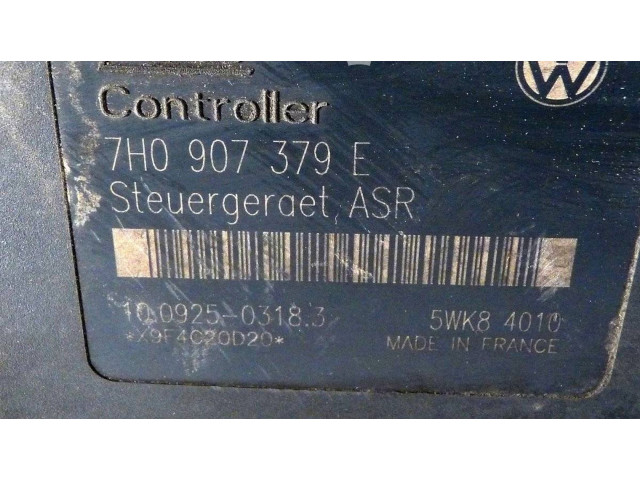 Controller
7H0 907 379 E
Steuergeraet, ASR
10.0925-0318.3
5WK8 4010
*X9F4C20D20*
MADE IN FRANCE